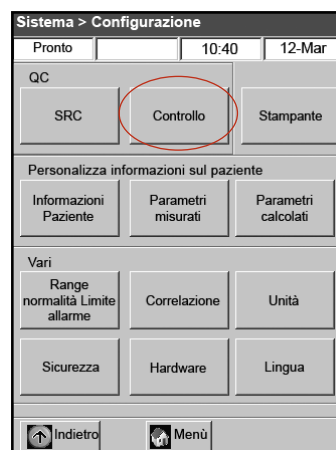 Sistema > Configurazione
Pronto 10:40 12-Mar
QC
SRC Controllo Stampante
Personalizza informazioni sul paziente
Informazioni Parametri Parametri
Paziente misurati calcolati
Vari
Range
normalità Limite Correlazione Unità
allarme
Sicurezza Hardware Lingua
Indietro Menù